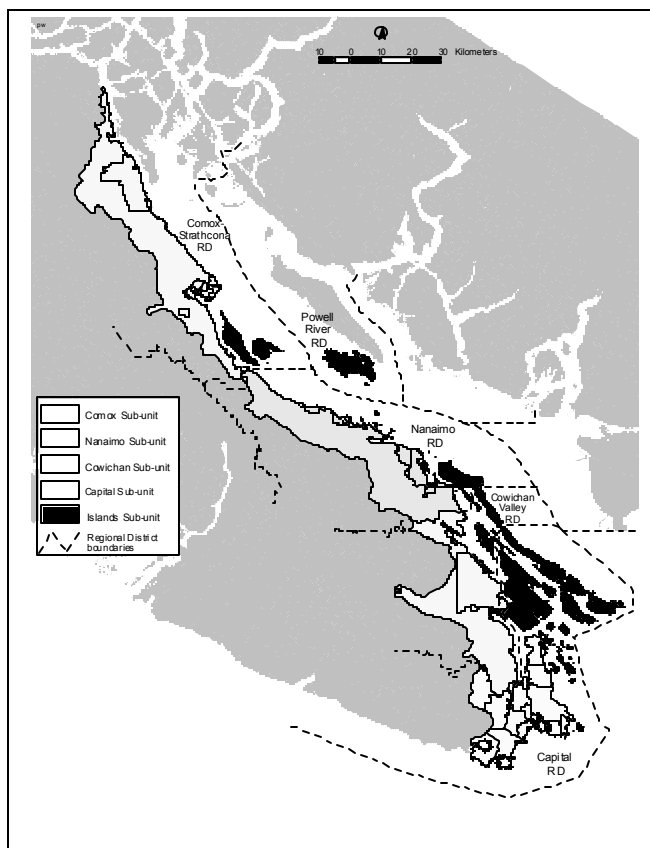 pw
10 0 10 20 30 Kilometers
Comox-
Strathcona
RD
Powell
River
RD
Nanaimo
RD
Cowichan
Valley
RD
Comox Sub-unit
Nanaimo Sub-unit
Cowichan Sub-unit
Capital Sub-unit
Islands Sub-unit
Regional District
boundaries
Capital
RD